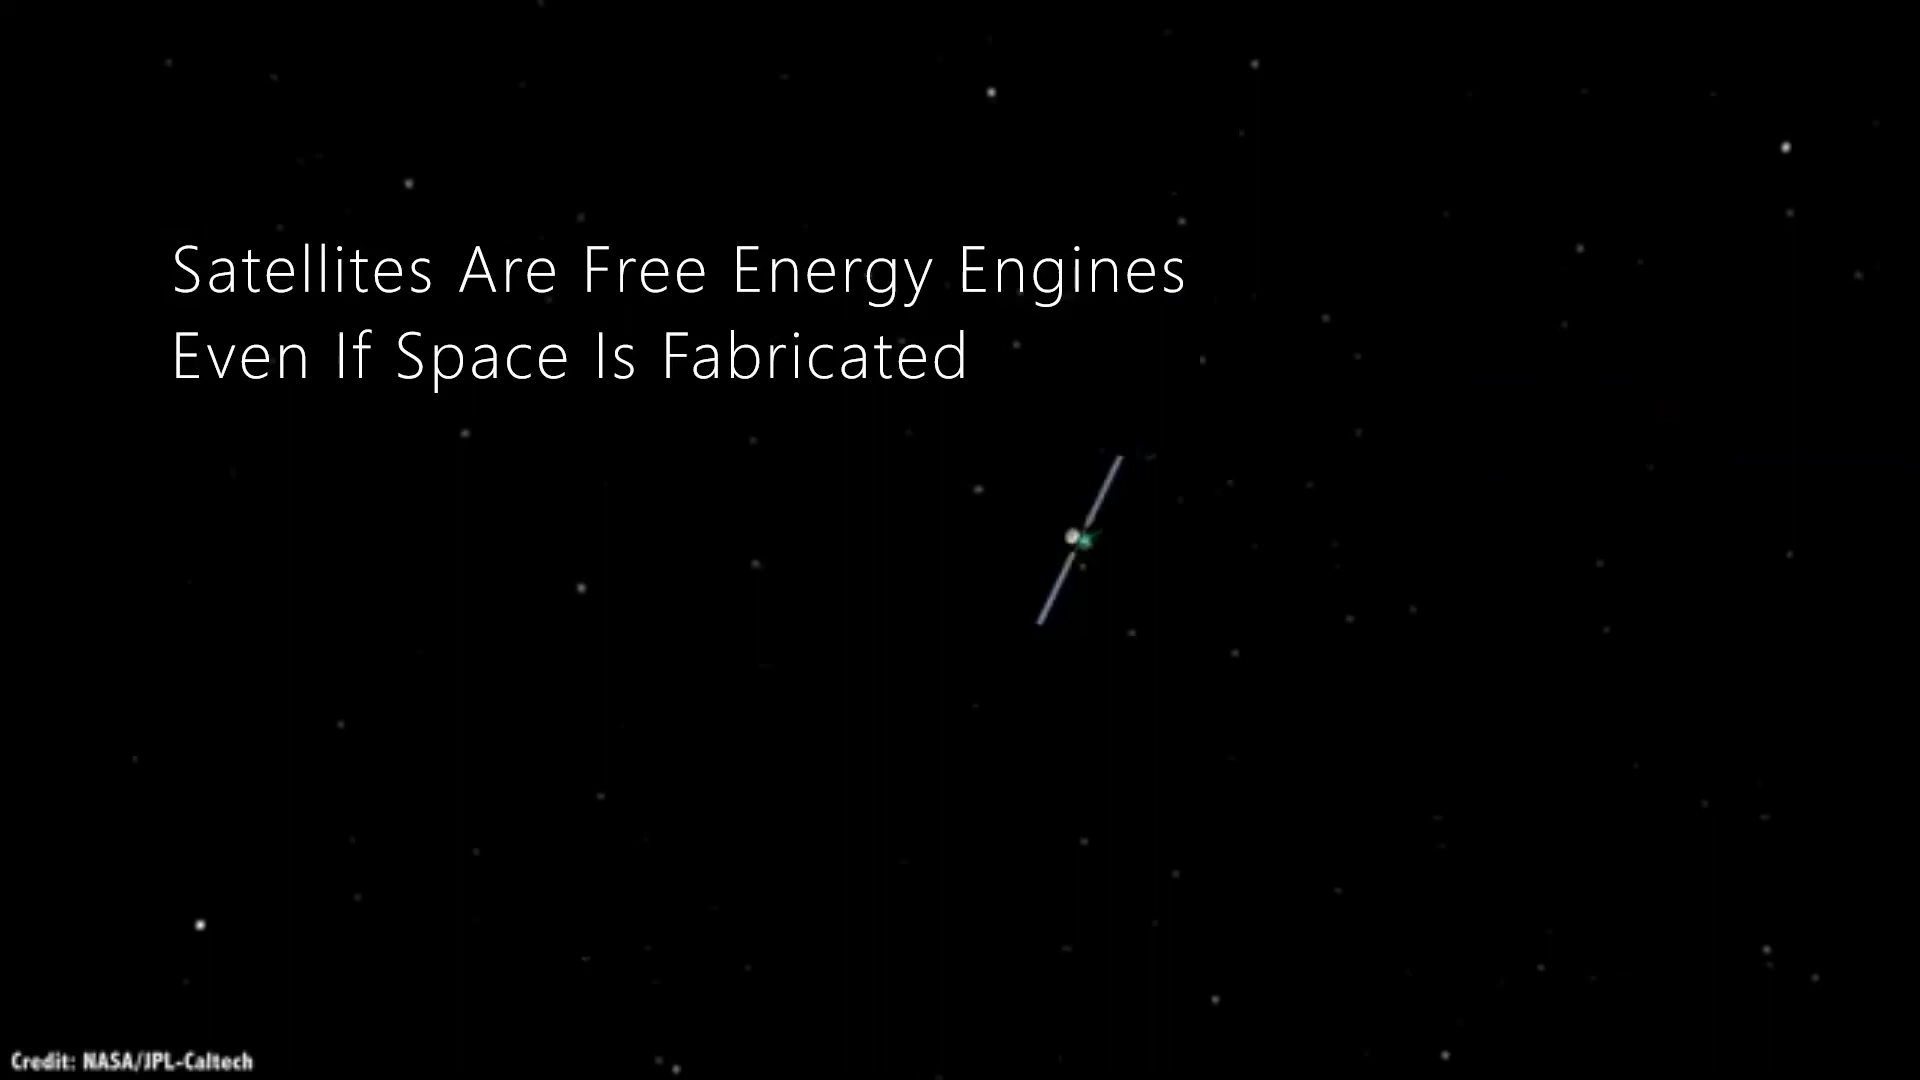 Satellites Are Free Energy Engines
Even If Space Is Fabricated
Credit: NASA/JPL-Caltech